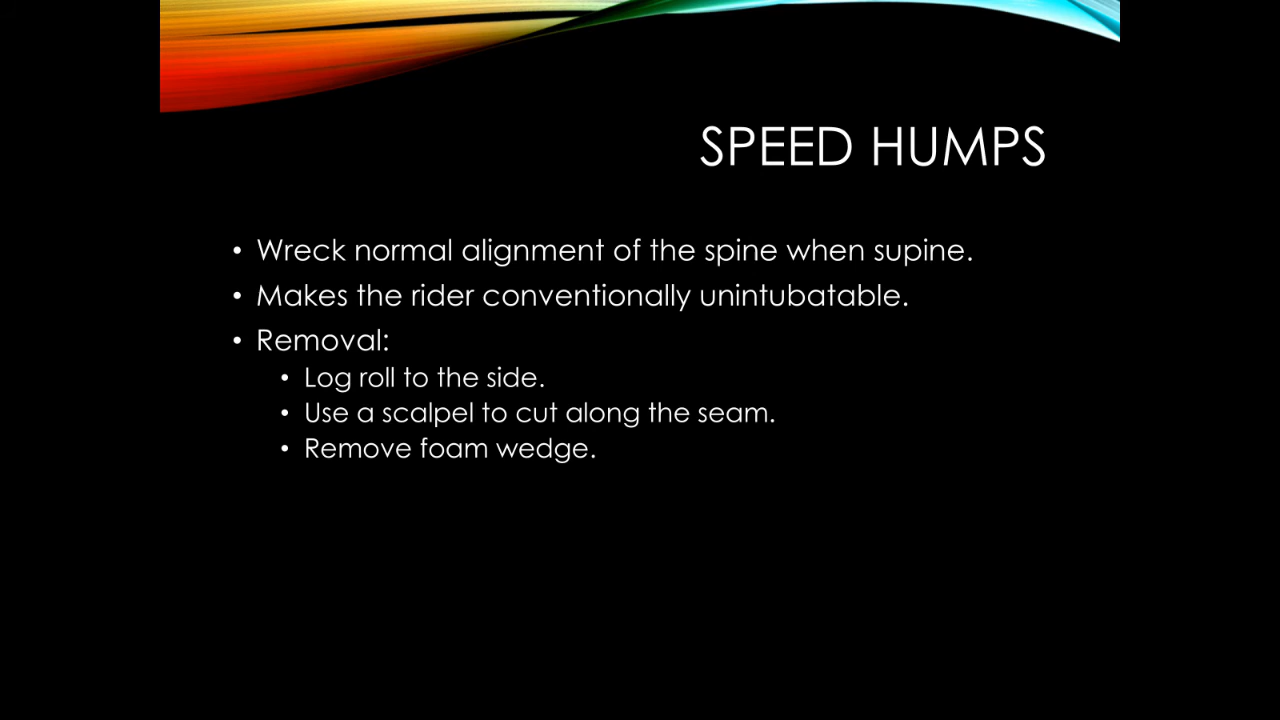 SPEED HUMPS
• Wreck normal alignment of the spine when supine.
• Makes the rider conventionally unintubatable.
• Removal:
• Log roll to the side.
• Use a scalpel to cut along the seam.
• Remove foam wedge.